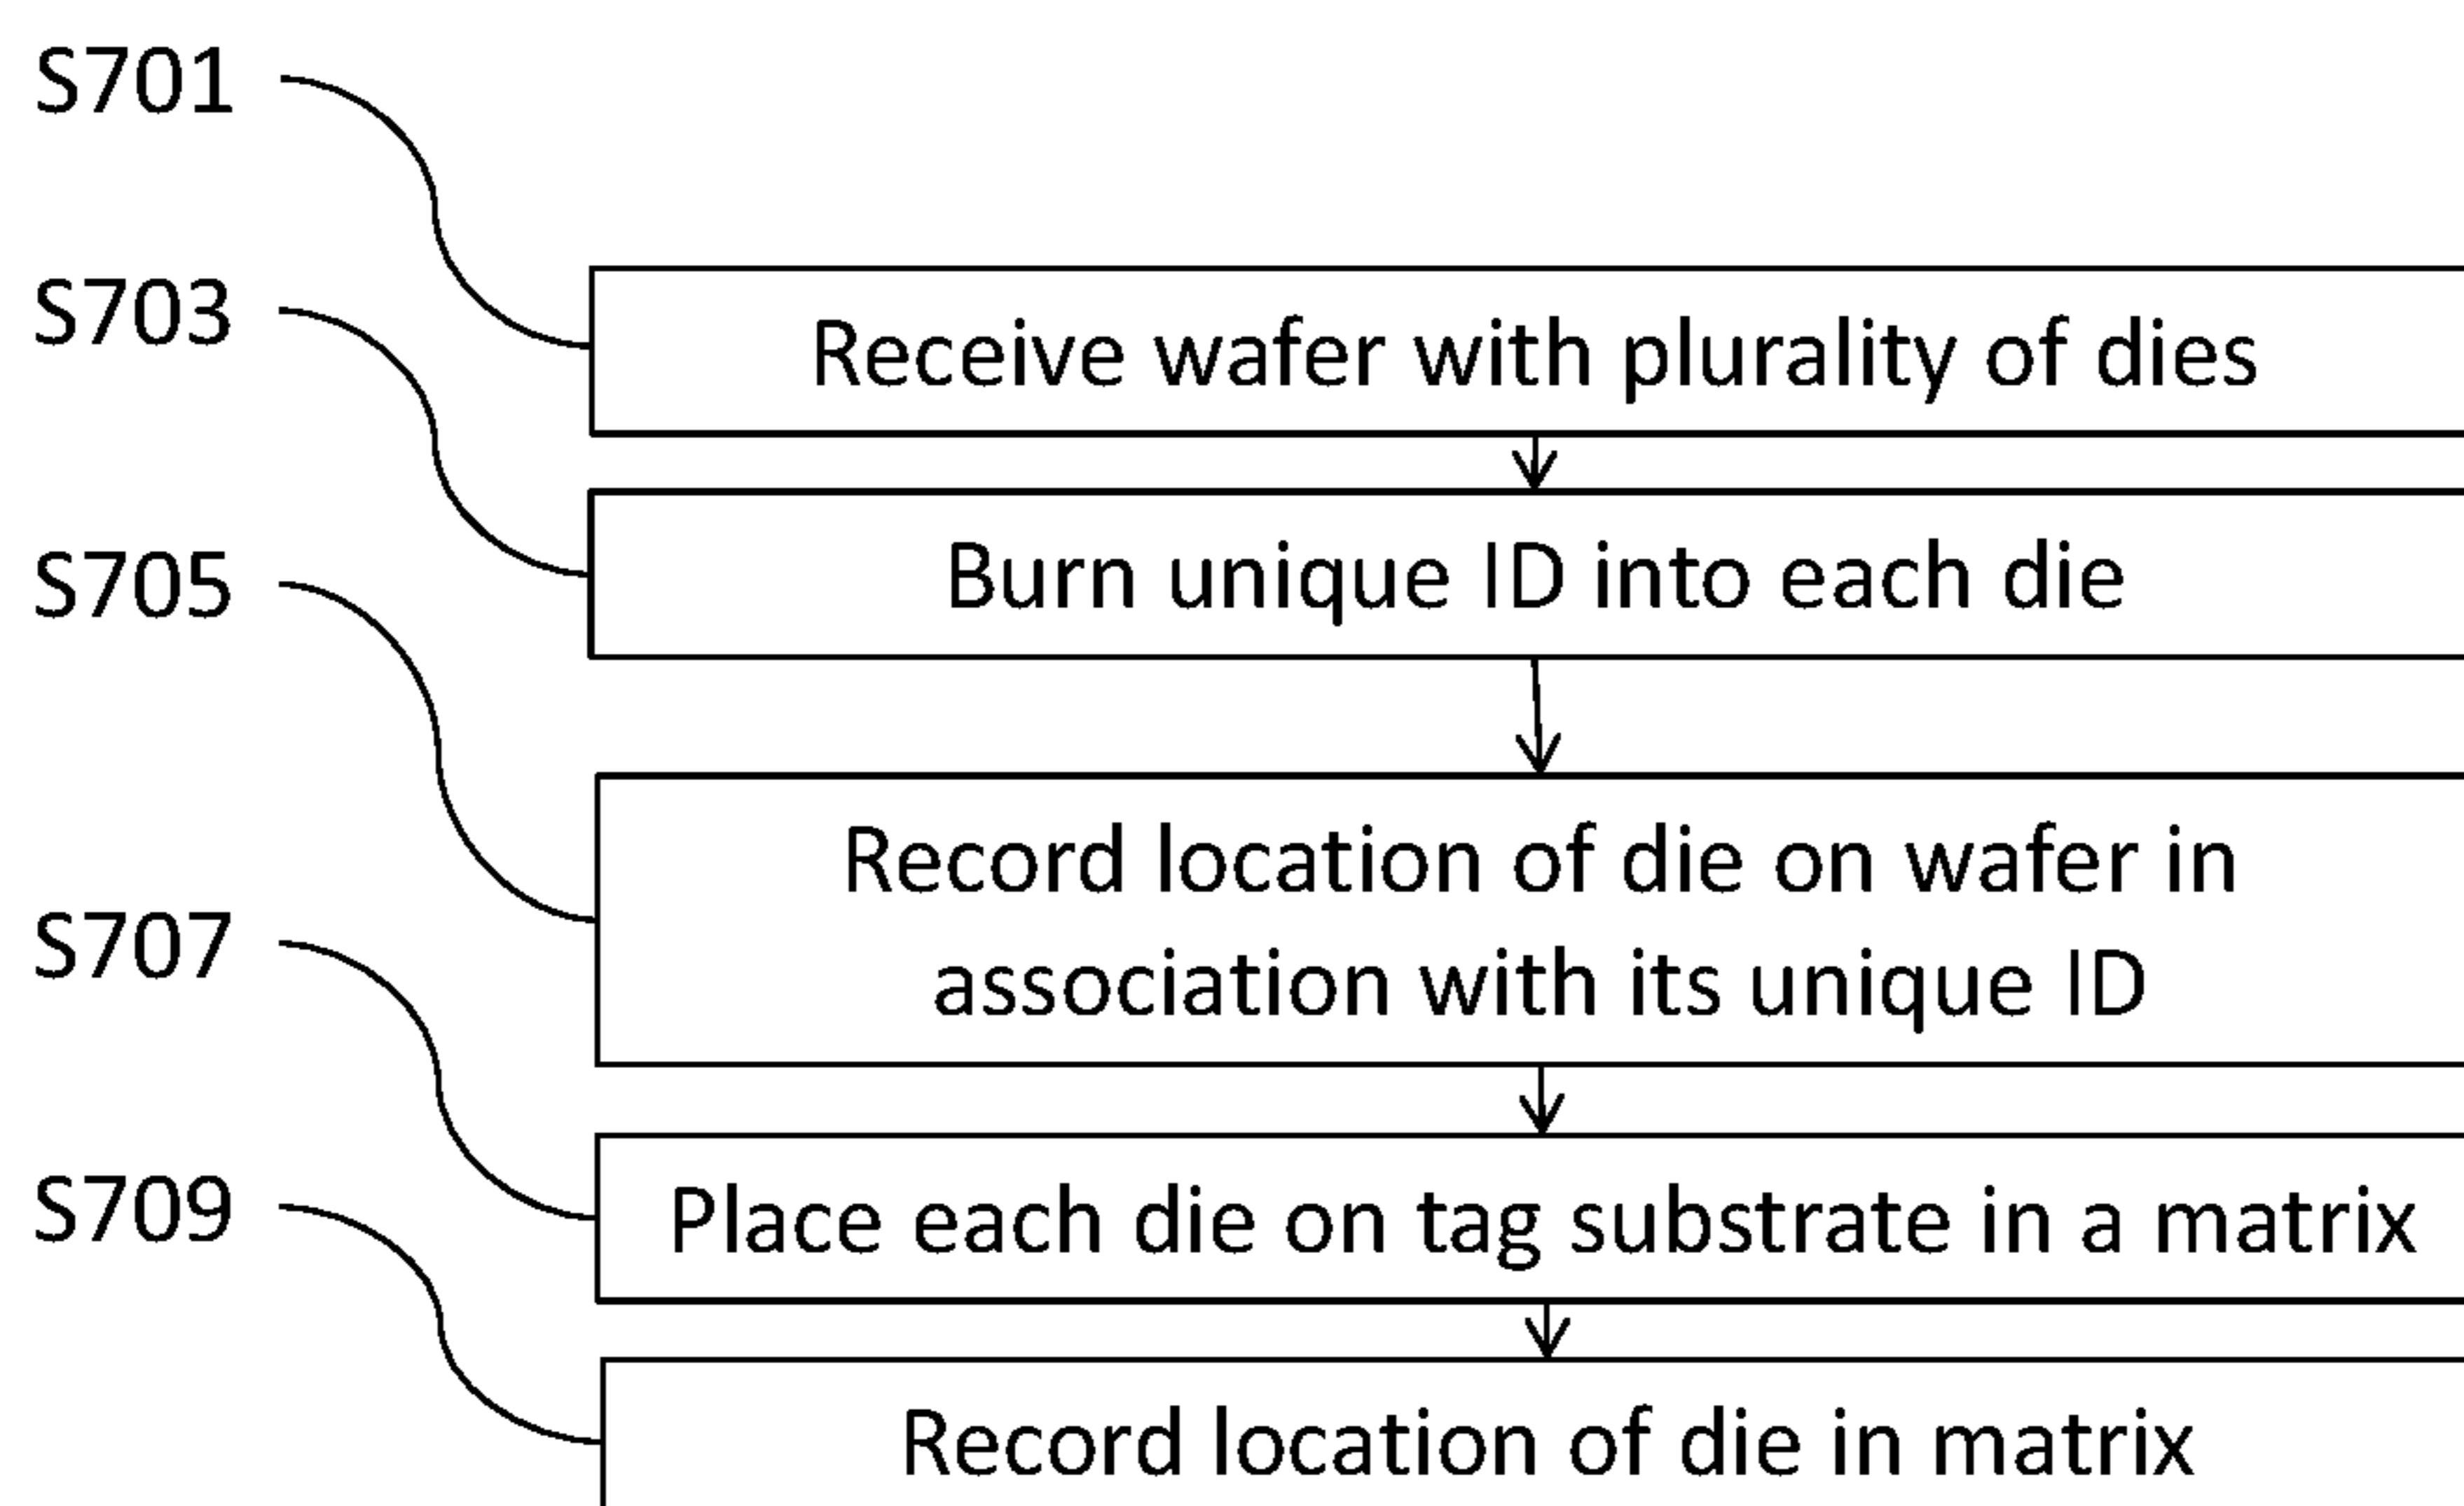 S701
Receive wafer with plurality of dies
S703
Burn unique ID into each die
S705
Record location of die on wafer in
association with its unique ID
S707
Place each die on tag substrate in a matrix
S709
Record location of die in matrix